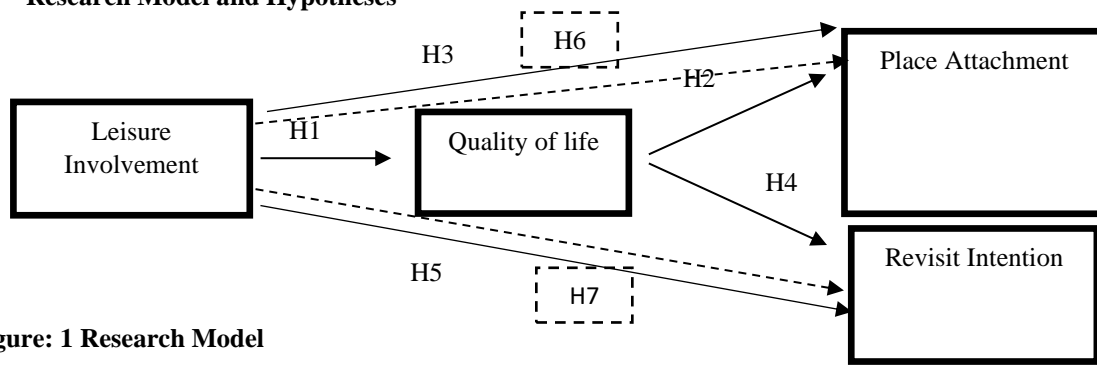 Research Model and Hypotheses
H6
H3
Place Attachment
H2
Leisure
Involvement
H1
Quality of life
H4
Revisit Intention
H5
H7
gure: 1 Research Model